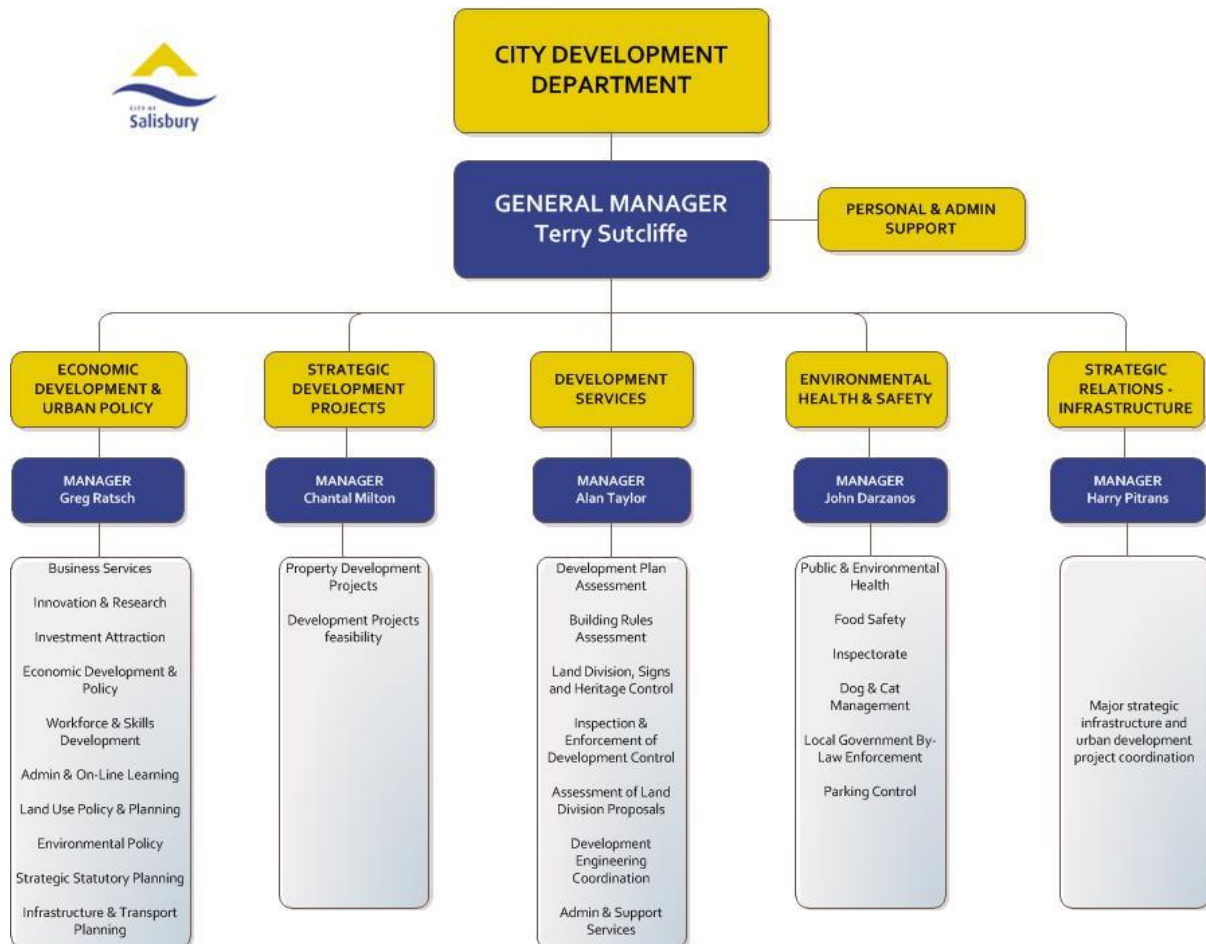 CITY OF
Salisbury
CITY DEVELOPMENT
DEPARTMENT
GENERAL MANAGER
Terry Sutcliffe
PERSONAL & ADMIN
SUPPORT
ECONOMIC
DEVELOPMENT &
URBAN POLICY
MANAGER
Greg Ratsch
Business Services
Innovation & Research
Investment Attraction
Economic Development &
Policy
Workforce & Skills
Development
Admin & On-Line Learning
Land Use Policy & Planning
Environmental Policy
Strategic Statutory Planning
Infrastructure & Transport
Planning
STRATEGIC
DEVELOPMENT
PROJECTS
MANAGER
Chantal Milton
Property Development
Projects
Development Projects
feasibility
DEVELOPMENT
SERVICES
MANAGER
Alan Taylor
Development Plan
Assessment
Building Rules
Assessment
Land Division, Signs
and Heritage Control
Inspection &
Enforcement of
Development Control
Assessment of Land
Division Proposals
Development
Engineering
Coordination
Admin & Support
Services
ENVIRONMENTAL
HEALTH & SAFETY
MANAGER
John Darzanos
Public & Environmental
Health
Food Safety
Inspectorate
Dog & Cat
Management
Local Government By-
Law Enforcement
Parking Control
STRATEGIC
RELATIONS -
INFRASTRUCTURE
MANAGER
Harry Pitrans
Major strategic
infrastructure and
urban development
project coordination